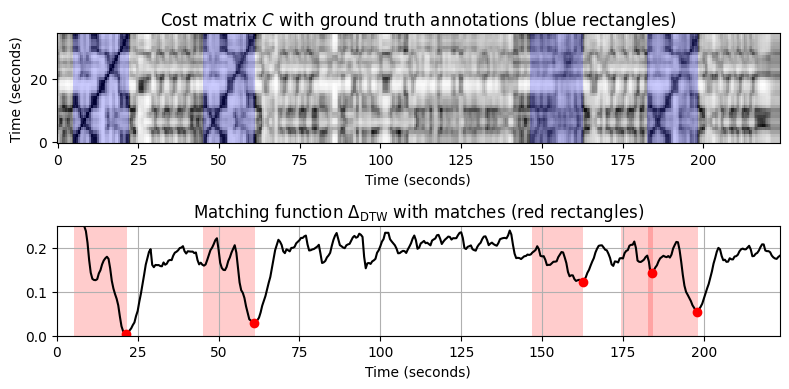 Cost matrix C with ground truth annotations (blue rectangles)
Time (seconds)
20
0
0 25 50 75 100 125 150 175 200
Time (seconds)
Matching function Δ_DTW with matches (red rectangles)
0.2
0.1
0.0
0 25 50 75 100 125 150 175 200
Time (seconds)